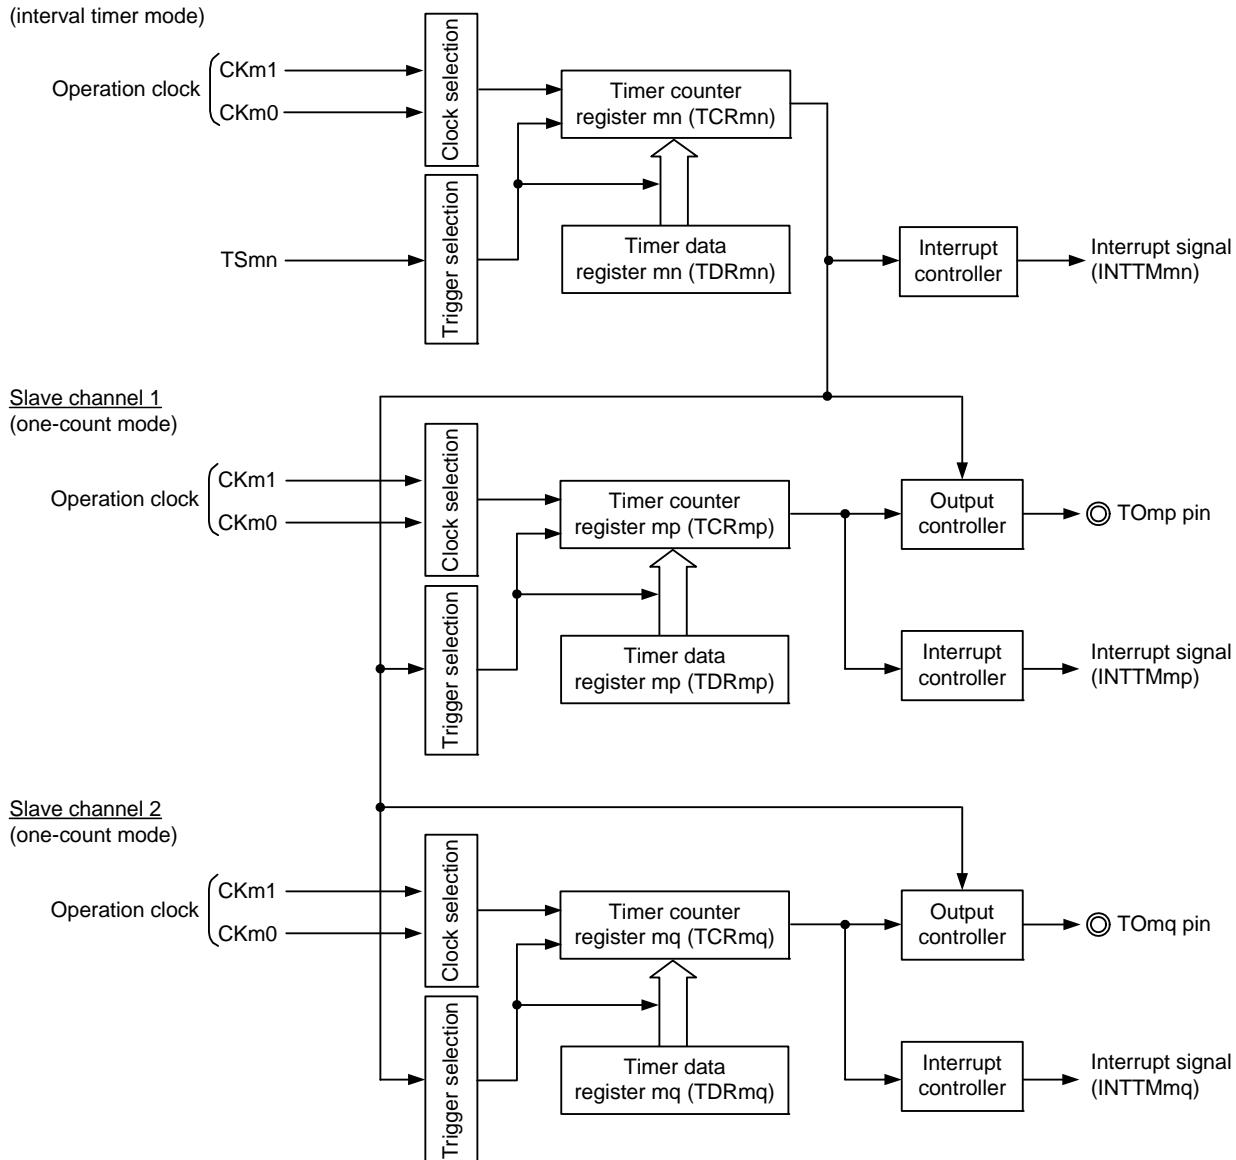 (interval timer mode)
Operation clock
CKm1
CKm0
Clock selection
Timer counter
register mn (TCRmn)
TSmn
Trigger selection
Timer data
register mn (TDRmn)
Interrupt
controller
Interrupt signal
(INTTMmn)
Slave channel 1
(one-count mode)
Operation clock
CKm1
CKm0
Clock selection
Timer counter
register mp (TCRmp)
Output
controller
TOmp pin
Trigger selection
Timer data
register mp (TDRmp)
Interrupt
controller
Interrupt signal
(INTTMmp)
Slave channel 2
(one-count mode)
Operation clock
CKm1
CKm0
Clock selection
Timer counter
register mq (TCRmq)
Output
controller
TOmq pin
Trigger selection
Timer data
register mq (TDRmq)
Interrupt
controller
Interrupt signal
(INTTMmq)